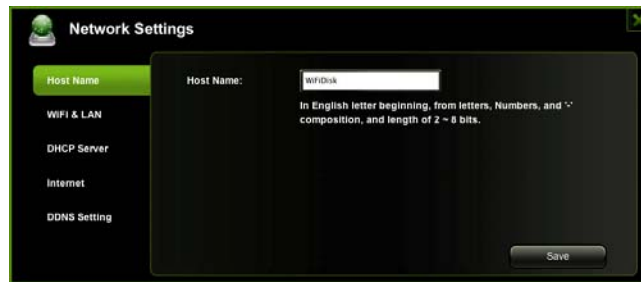 Network Settings
Host Name
WiFi & LAN
DHCP Server
Internet
DDNS Setting
Host Name:
WiFiDisk
In English letter beginning, from letters, Numbers, and '-'
composition, and length of 2 ~ 8 bits.
Save